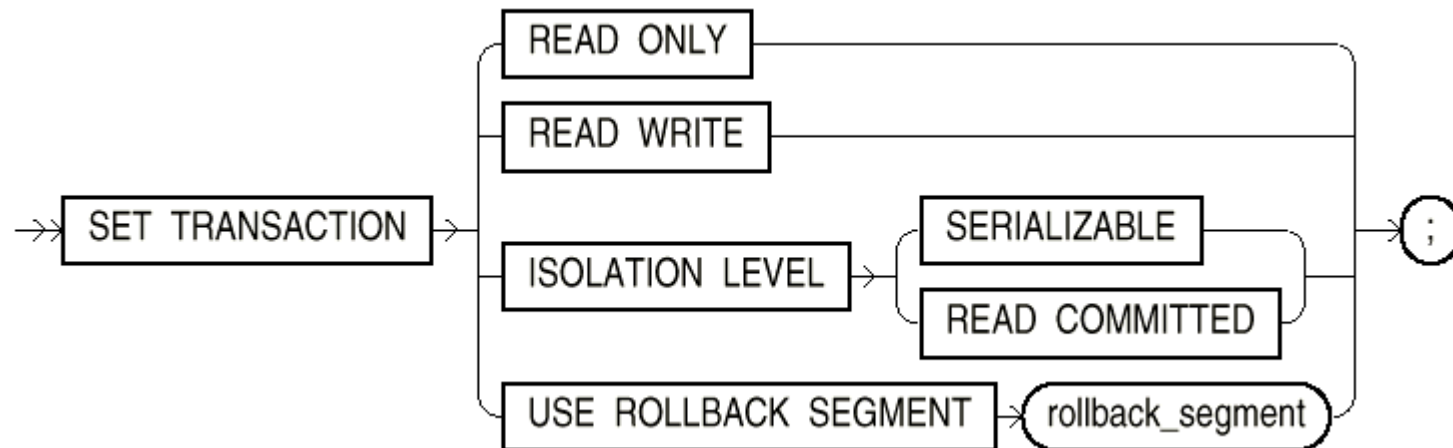 READ ONLY
READ WRITE
SET TRANSACTION
SERIALIZABLE
;
ISOLATION LEVEL
READ COMMITTED
USE ROLLBACK SEGMENT rollback_segment